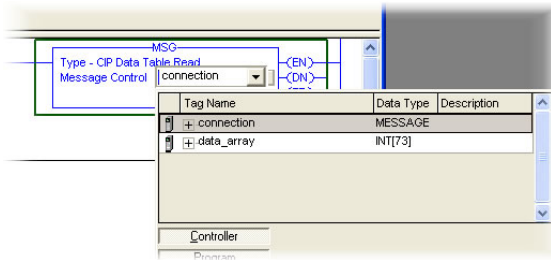 MSG
Type - CIP Data Table Read
Message Control connection
(EN)
(DN)
Tag Name Data Type Description
connection MESSAGE
data_array INT[73]
Controller
Program